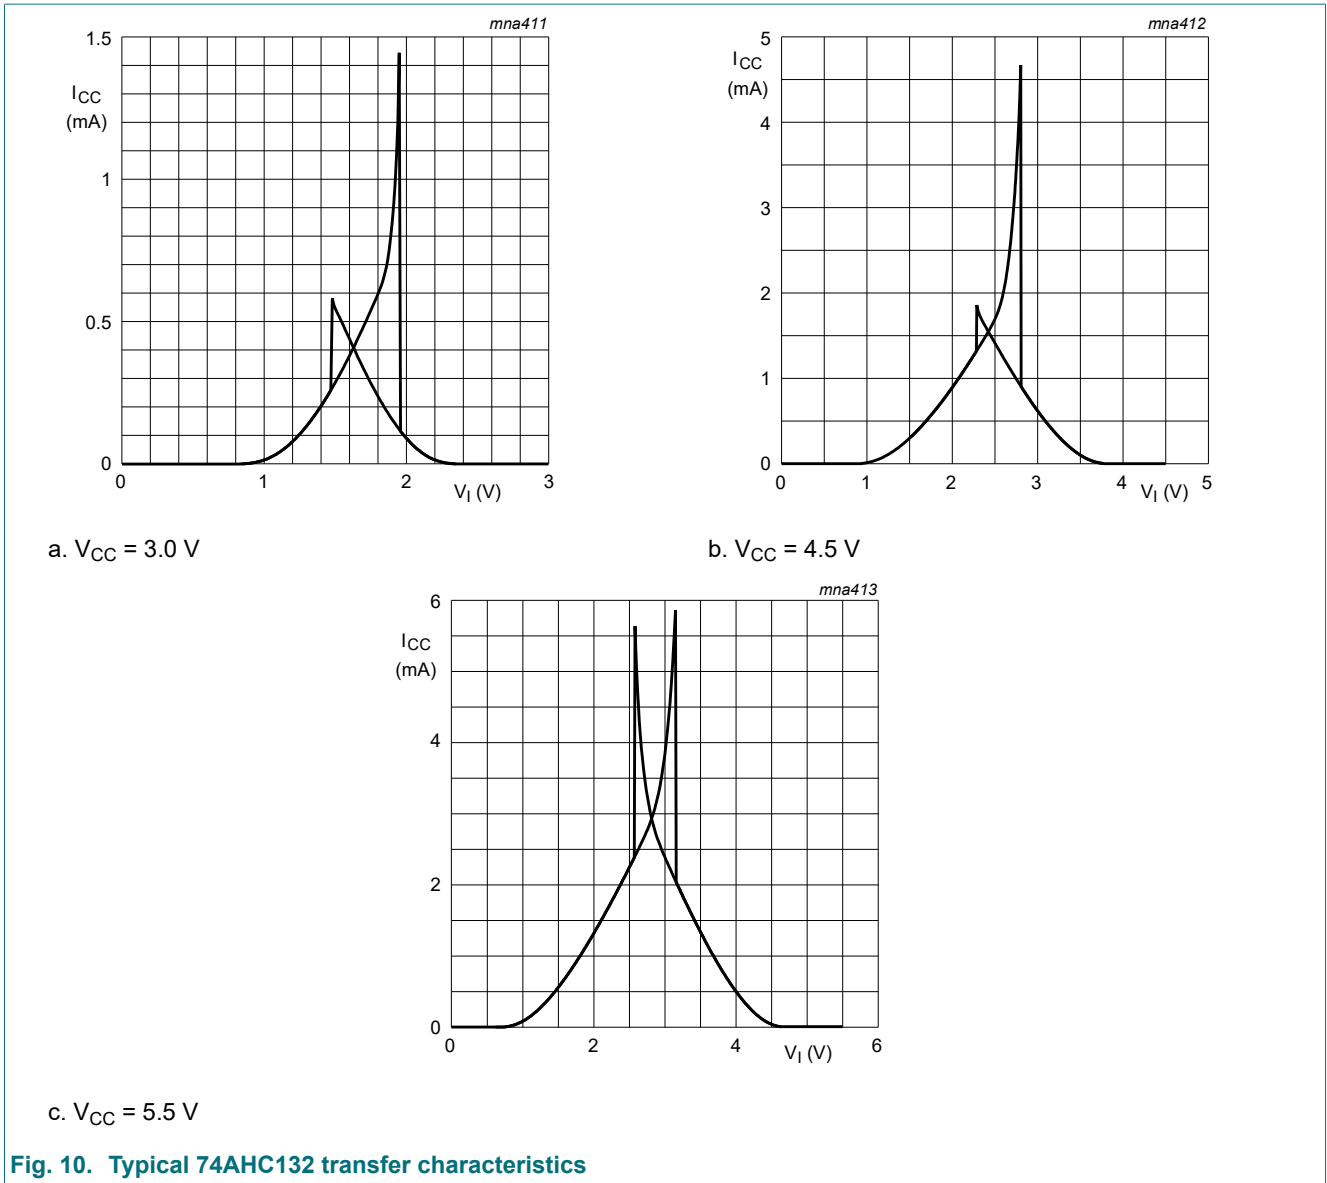 mna411
1.5
ICC
(mA)
1
0.5
0
0
1
2
3
VI (V)
a. VCC = 3.0 V
mna412
5
ICC
(mA)
4
3
2
1
0
0
1
2
3
4
5
VI (V)
b. VCC = 4.5 V
mna413
6
ICC
(mA)
4
2
0
0
2
4
6
VI (V)
c. VCC = 5.5 V
Fig. 10. Typical 74AHC132 transfer characteristics